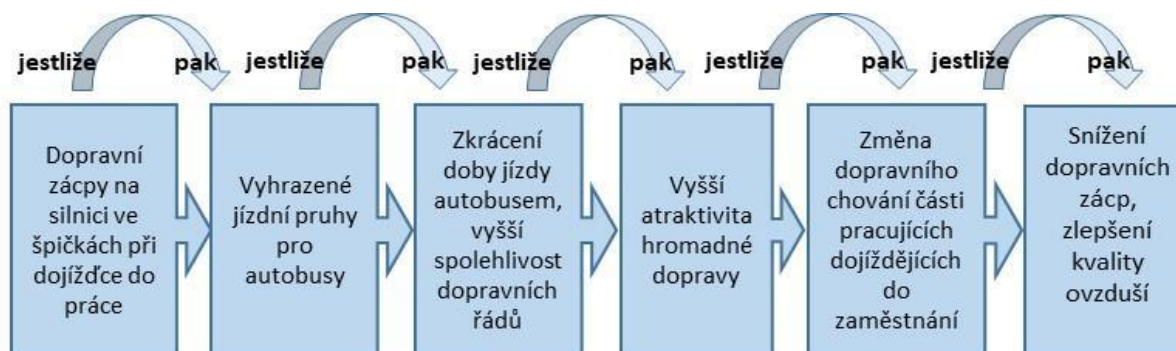 jestliže pak jestliže pak jestliže pak jestliže pak jestliže pak
Dopravní
zácpy na
silnici ve
špičkách při
dojížďce do
práce
Vyhrazené
jízdní pruhy
pro
autobusy
Zkrácení
doby jízdy
autobusem,
vyšší
spolehlivost
dopravních
řádů
Vyšší
atraktivita
hromadné
dopravy
Změna
dopravního
chování části
pracujících
dojíždějících
do
zaměstnání
Snížení
dopravních
zácp,
zlepšení
kvality
ovzduší